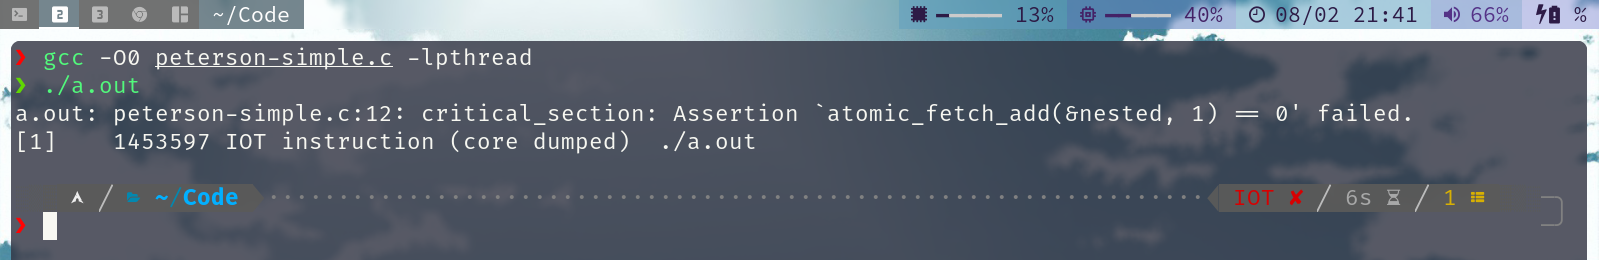 2 3 ~/Code 13% 40% 08/02 21:41 66% %
❯ gcc -O0 peterson-simple.c -lpthread
❯ ./a.out
a.out: peterson-simple.c:12: critical_section: Assertion `atomic_fetch_add(&nested, 1) == 0' failed.
[1]    1453597 IOT instruction (core dumped)  ./a.out
~/Code IOT ✘ 6s 1
❯